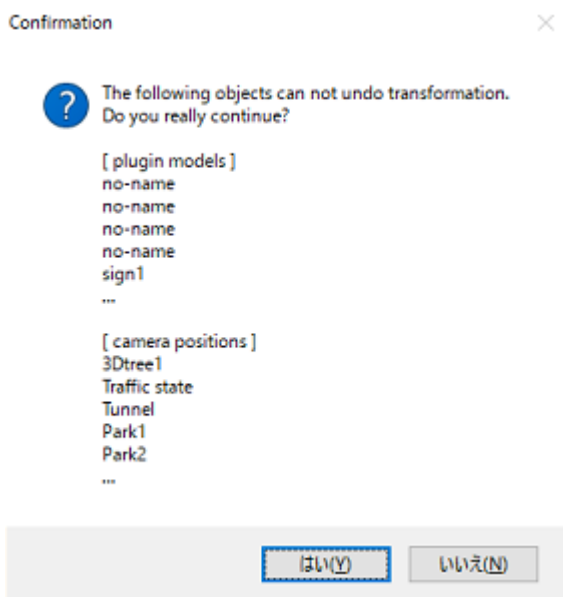 Confirmation
The following objects can not undo transformation.
Do you really continue?
[ plugin models ]
no-name
no-name
no-name
no-name
sign1
...
[ camera positions ]
3Dtree1
Traffic state
Tunnel
Park1
Park2
...
はい(Y)
いいえ(N)